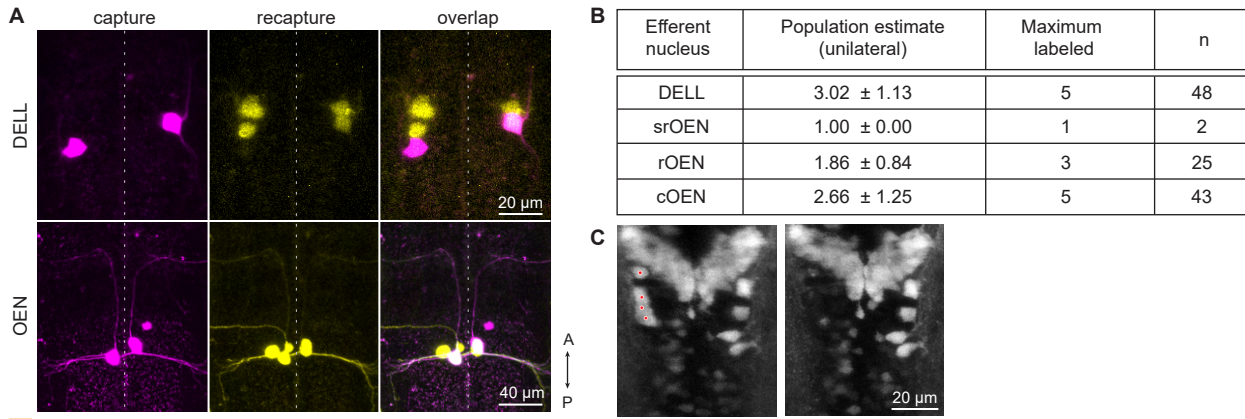 A
capture
recapture
overlap
DELL
20 µm
OEN
40 µm
A
P
B
Efferent nucleus
Population estimate (unilateral)
Maximum labeled
n
DELL 3.02 ± 1.13 5 48
srOEN 1.00 ± 0.00 1 2
rOEN 1.86 ± 0.84 3 25
cOEN 2.66 ± 1.25 5 43
C
20 µm